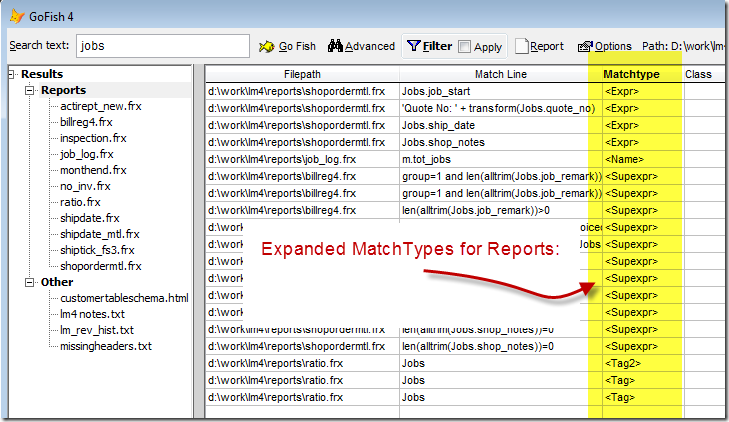 GoFish 4
Search text: jobs Go Fish Advanced Filter Apply Report Options Path: D:\work\lm
Results
Reports
actirept_new.frx
billreg4.frx
inspection.frx
job_log.frx
monthend.frx
no_inv.frx
ratio.frx
shipdate.frx
shipdate_mtl.frx
shiptick_fs3.frx
shopordermtl.frx
Other
customertableschema.html
lm4 notes.txt
lm_rev_hist.txt
missingheaders.txt
Filepath Match Line Matchtype Class
d:\work\lm4\reports\shopordermtl.frx Jobs.job_start <Expr>
d:\work\lm4\reports\shopordermtl.frx 'Quote No: ' + transform(Jobs.quote_no) <Expr>
d:\work\lm4\reports\shopordermtl.frx Jobs.ship_date <Expr>
d:\work\lm4\reports\shopordermtl.frx Jobs.shop_notes <Expr>
d:\work\lm4\reports\job_log.frx m.tot_jobs <Name>
d:\work\lm4\reports\billreg4.frx group=1 and len(alltrim(Jobs.job_remark)) <Supexpr>
d:\work\lm4\reports\billreg4.frx group=1 and len(alltrim(Jobs.job_remark)) <Supexpr>
d:\work\lm4\reports\billreg4.frx len(alltrim(Jobs.job_remark))>0 <Supexpr>
d:\work <Supexpr>
d:\work Jobs <Supexpr>
d:\work <Supexpr>
d:\work <Supexpr>
d:\work <Supexpr>
d:\work <Supexpr>
d:\work\lm4\reports\shopordermtl.frx len(alltrim(Jobs.shop_notes))=0 <Supexpr>
d:\work\lm4\reports\shopordermtl.frx len(alltrim(Jobs.shop_notes))=0 <Supexpr>
d:\work\lm4\reports\ratio.frx Jobs <Tag2>
d:\work\lm4\reports\ratio.frx Jobs <Tag>
d:\work\lm4\reports\ratio.frx Jobs <Tag>
Expanded MatchTypes for Reports: